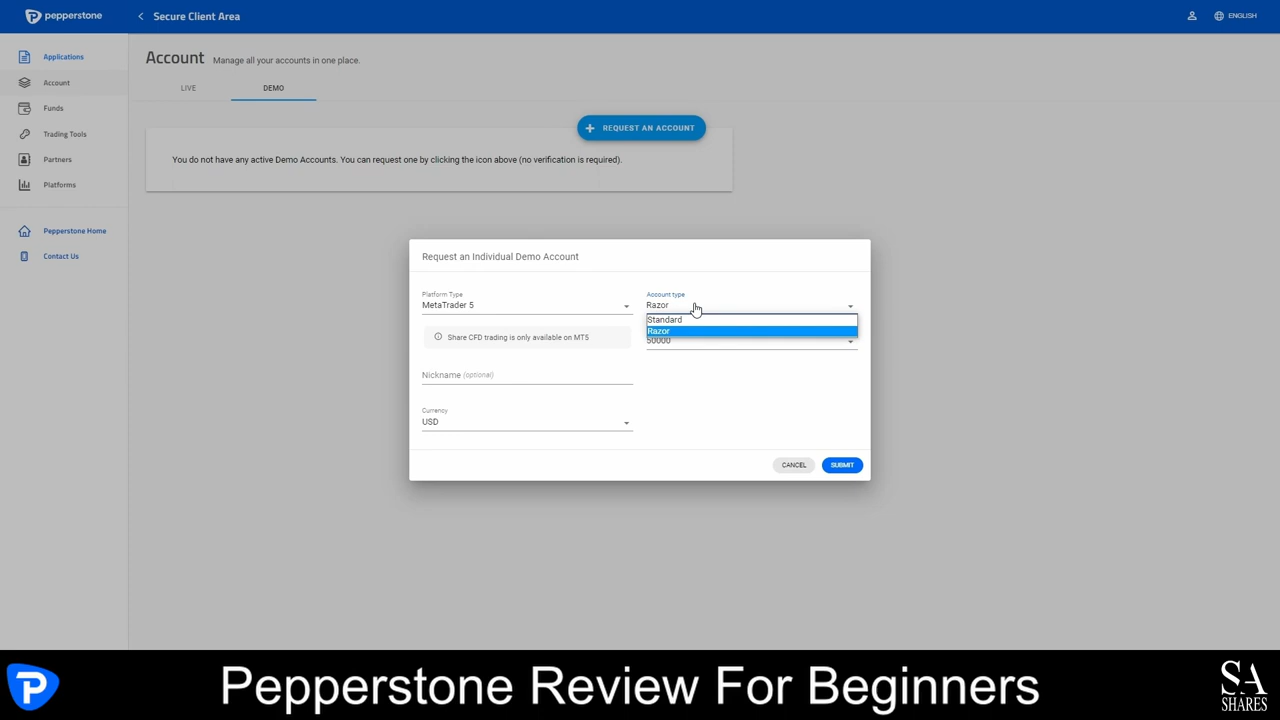 pepperstone
Secure Client Area
ENGLISH
Applications
Account
Funds
Trading Tools
Partners
Platforms
Pepperstone Home
Contact Us
Account Manage all your accounts in one place.
LIVE DEMO
+ REQUEST AN ACCOUNT
You do not have any active Demo Accounts. You can request one by clicking the icon above (no verification is required).
Request an Individual Demo Account
Platform Type
MetaTrader 5
Account type
Razor
Standard
Razor
Share CFD trading is only available on MT5
50000
Nickname (optional)
Currency
USD
CANCEL SUBMIT
Pepperstone Review For Beginners
SA
SHARES